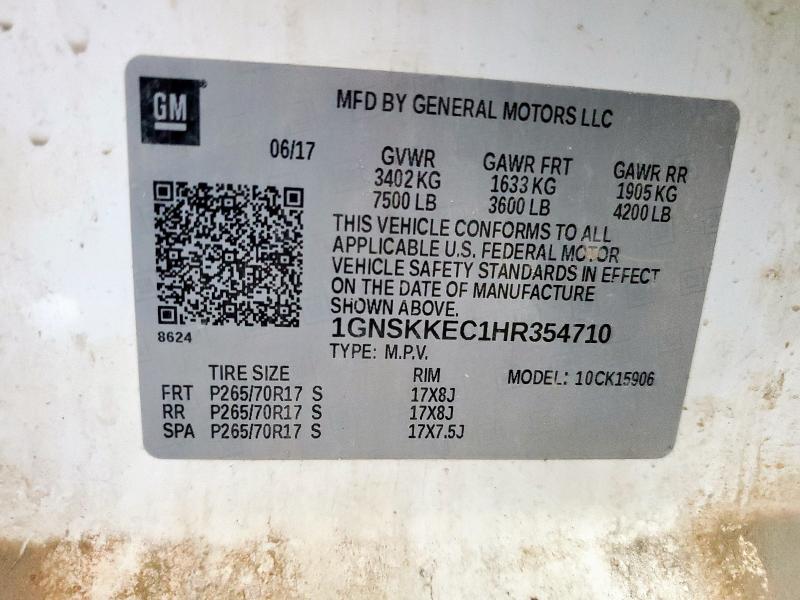 GM
MFD BY GENERAL MOTORS LLC
06/17
GVWR GAWR FRT GAWR RR
3402 KG 1633 KG 1905 KG
7500 LB 3600 LB 4200 LB
THIS VEHICLE CONFORMS TO ALL
APPLICABLE U.S. FEDERAL MOTOR
VEHICLE SAFETY STANDARDS IN EFFECT
ON THE DATE OF MANUFACTURE
SHOWN ABOVE.
8624
1GNSKKEC1HR354710
TYPE: M.P.V.
TIRE SIZE RIM MODEL: 10CK15906
FRT P265/70R17 S 17X8J
RR P265/70R17 S 17X8J
SPA P265/70R17 S 17X7.5J